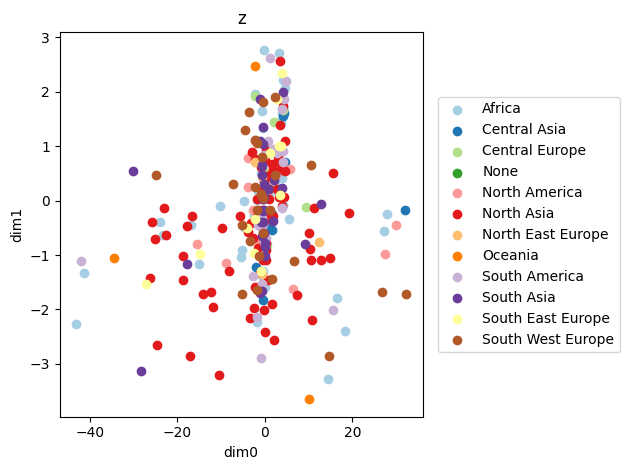 z
3
2
1
0
−1
−2
−3
dim1
−40
−20
0
20
dim0
Africa
Central Asia
Central Europe
None
North America
North Asia
North East Europe
Oceania
South America
South Asia
South East Europe
South West Europe